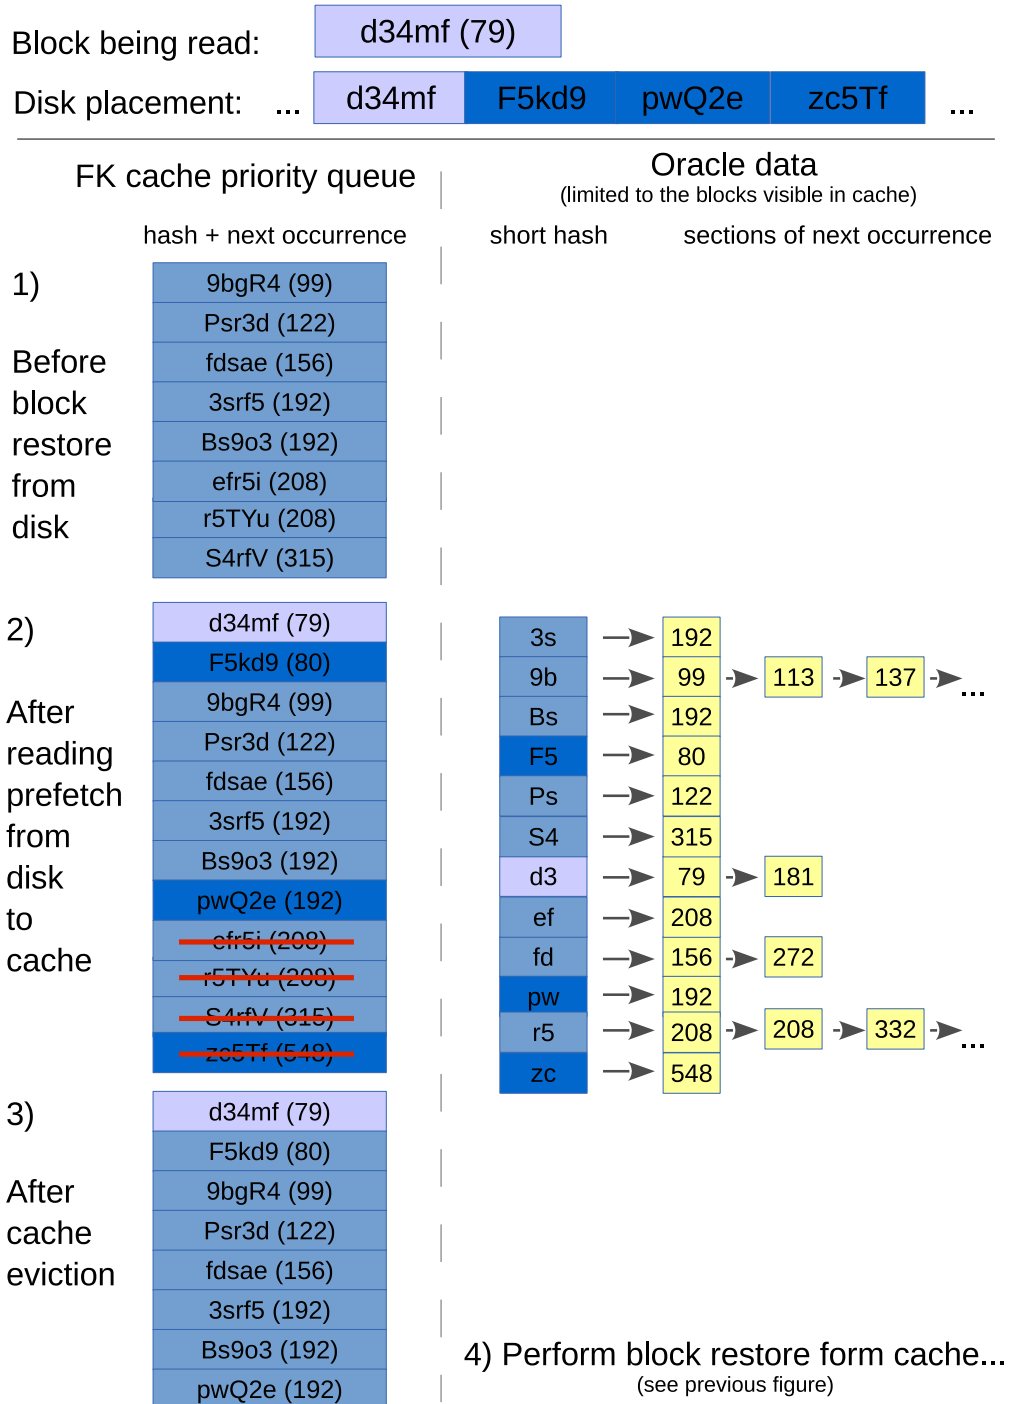 Block being read: d34mf (79)
Disk placement: ... d34mf F5kd9 pwQ2e zc5Tf ...
FK cache priority queue
hash + next occurrence
Oracle data
(limited to the blocks visible in cache)
short hash sections of next occurrence
1)
Before
block
restore
from
disk
9bgR4 (99)
Psr3d (122)
fdsae (156)
3srf5 (192)
Bs9o3 (192)
efr5i (208)
r5TYu (208)
S4rfV (315)
2)
After
reading
prefetch
from
disk
to
cache
d34mf (79)
F5kd9 (80)
9bgR4 (99)
Psr3d (122)
fdsae (156)
3srf5 (192)
Bs9o3 (192)
pwQ2e (192)
efr5i (208)
r5TYu (208)
S4rfV (315)
zc5Tf (548)
3s 192
9b 99 113 137 ...
Bs 192
F5 80
Ps 122
S4 315
d3 79 181
ef 208
fd 156 272
pw 192
r5 208 208 332 ...
zc 548
3)
After
cache
eviction
d34mf (79)
F5kd9 (80)
9bgR4 (99)
Psr3d (122)
fdsae (156)
3srf5 (192)
Bs9o3 (192)
pwQ2e (192)
4) Perform block restore form cache...
(see previous figure)